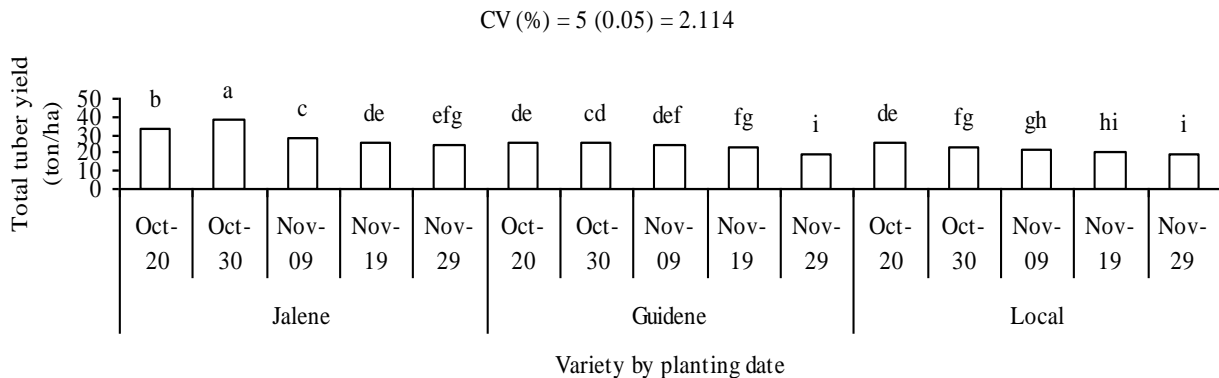 CV (%) = 5 (0.05) = 2.114
Total tuber yield
(ton/ha)
50
40
30
20
10
0
b a c de efg de cd def fg i de fg gh hi i
Oct- Oct- Nov- Nov- Nov- Oct- Oct- Nov- Nov- Nov- Oct- Oct- Nov- Nov- Nov-
20 30 09 19 29 20 30 09 19 29 20 30 09 19 29
Jalene Guidene Local
Variety by planting date